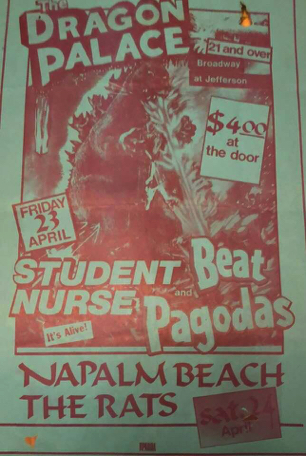 The
DRAGON
PALACE
21 and over
Broadway
at Jefferson
$4.00
at
the
door
FRIDAY
23
APRIL
STUDENT
NURSE
and
Beat
Pagodas
It's Alive!
NAPALM BEACH
THE RATS
sat 24
April